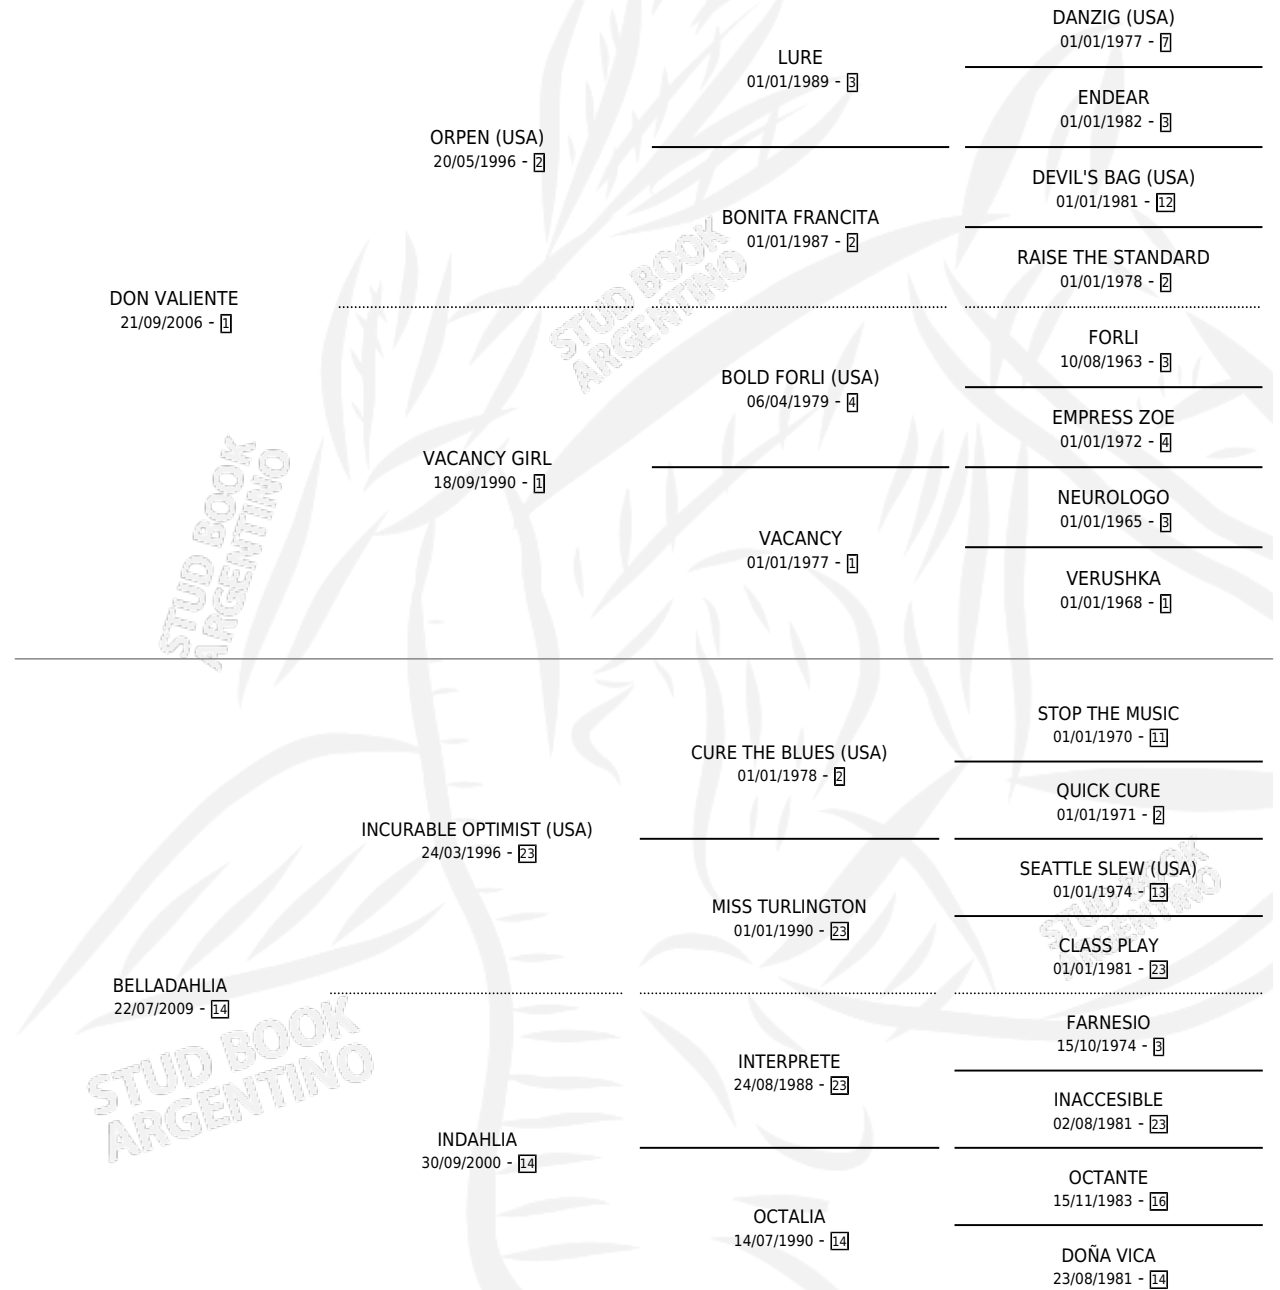 DANZIG (USA)
01/01/1977 - 7
LURE
01/01/1989 - 3
ENDEAR
01/01/1982 - 3
ORPEN (USA)
20/05/1996 - 2
DEVIL'S BAG (USA)
01/01/1981 - 12
BONITA FRANCITA
01/01/1987 - 2
RAISE THE STANDARD
01/01/1978 - 2
DON VALIENTE
21/09/2006 - 1
FORLI
10/08/1963 - 3
BOLD FORLI (USA)
06/04/1979 - 4
EMPRESS ZOE
01/01/1972 - 4
VACANCY GIRL
18/09/1990 - 1
NEUROLOGO
01/01/1965 - 3
VACANCY
01/01/1977 - 1
VERUSHKA
01/01/1968 - 1
STUD BOOK
ARGENTINO
STUD BOOK
ARGENTINO
STOP THE MUSIC
01/01/1970 - 11
CURE THE BLUES (USA)
01/01/1978 - 2
QUICK CURE
01/01/1971 - 2
INCURABLE OPTIMIST (USA)
24/03/1996 - 23
SEATTLE SLEW (USA)
01/01/1974 - 13
MISS TURLINGTON
01/01/1990 - 23
CLASS PLAY
01/01/1981 - 23
BELLADAHLIA
22/07/2009 - 14
FARNESIO
15/10/1974 - 3
INTERPRETE
24/08/1988 - 23
INACCESIBLE
02/08/1981 - 23
INDAHLIA
30/09/2000 - 14
OCTANTE
15/11/1983 - 16
OCTALIA
14/07/1990 - 14
DOÑA VICA
23/08/1981 - 14
STUD BOOK
ARGENTINO
STUD BOOK
ARGENTINO